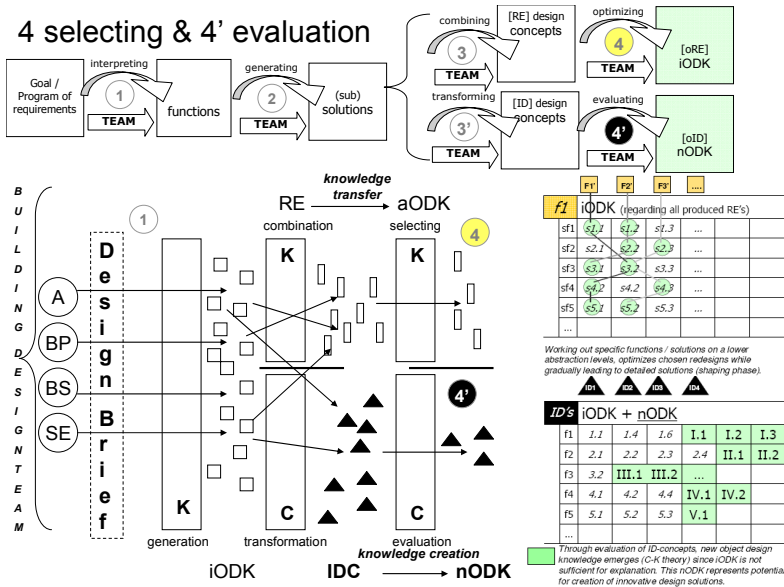 4 selecting & 4' evaluation
combining
optimizing
interpreting
generating
3
[RE] design
concepts
4
[oRE]
iODK
TEAM
TEAM
Goal /
Program of
requirements
1
functions
2
(sub)
solutions
TEAM
TEAM
transforming
evaluating
3'
[ID] design
concepts
4'
[oID]
nODK
TEAM
TEAM
BUILDING DESIGNTEAM
Design Brief
A
BP
BS
SE
1
knowledge
transfer
RE
aODK
combination
selecting
4
K
K
4'
K
C
C
generation
transformation
evaluation
knowledge creation
iODK
IDC
nODK
F1'
F2'
F3'
....
f1 iODK (regarding all produced RE's)
sf1 s1.1 s1.2 s1.3 ...
sf2 s2.1 s2.2 s2.3 ...
sf3 s3.1 s3.2 s3.3 ...
sf4 s4.2 s4.2 s4.3 ...
sf5 s5.1 s5.2 s5.3 ...
...
Working out specific functions / solutions on a lower
abstraction levels, optimizes chosen redesigns while
gradually leading to detailed solutions (shaping phase).
ID1 ID2 ID3 ID4
ID's iODK + nODK
f1 1.1 1.4 1.6 I.1 I.2 I.3
f2 2.1 2.2 2.3 2.4 II.1 II.2
f3 3.2 III.1 III.2 ...
f4 4.1 4.2 4.4 IV.1 IV.2
f5 5.1 5.2 5.3 V.1
...
Through evaluation of ID-concepts, new object design
knowledge emerges (C-K theory) since iODK is not
sufficient for explanation. This nODK represents potential
for creation of innovative design solutions.